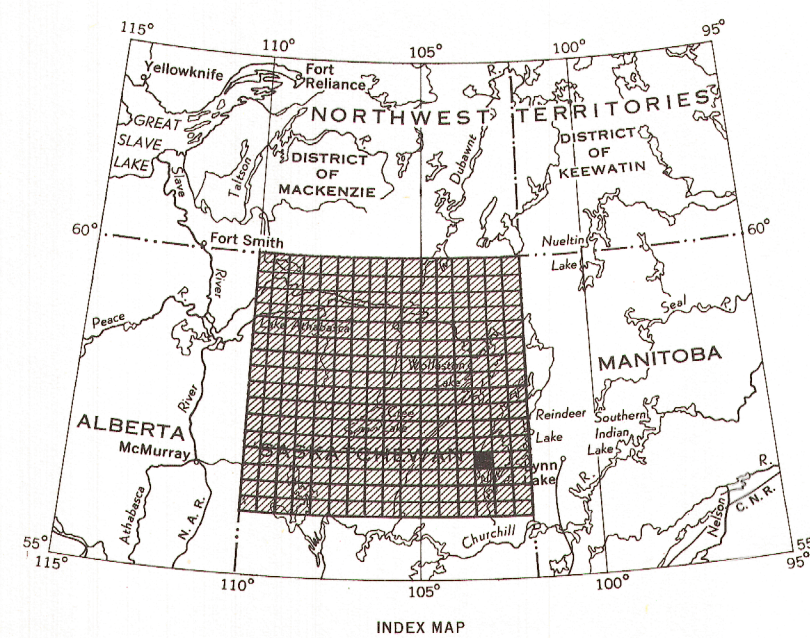 115°
110°
105°
100°
95°
Yellowknife
Fort
Reliance
R.
NORTHWEST TERRITORIES
GREAT
SLAVE
LAKE
Slave
Taltson
R.
DISTRICT
OF
MACKENZIE
Dubawnt
DISTRICT
OF
KEEWATIN
60°
Fort Smith
Nueltin
Lake
60°
River
Peace
R.
Lake Athabasca
Seal R.
Wollaston
Lake
MANITOBA
River
Cree
Lake
Reindeer
Lake
Southern
Indian
Lake
ALBERTA
McMurray
SASKATCHEWAN
Lynn
Lake
R.
R.
Athabasca
N. A. R.
Nelson
C.N.R.
Churchill
55°
115°
110°
105°
100°
55
95°
INDEX MAP